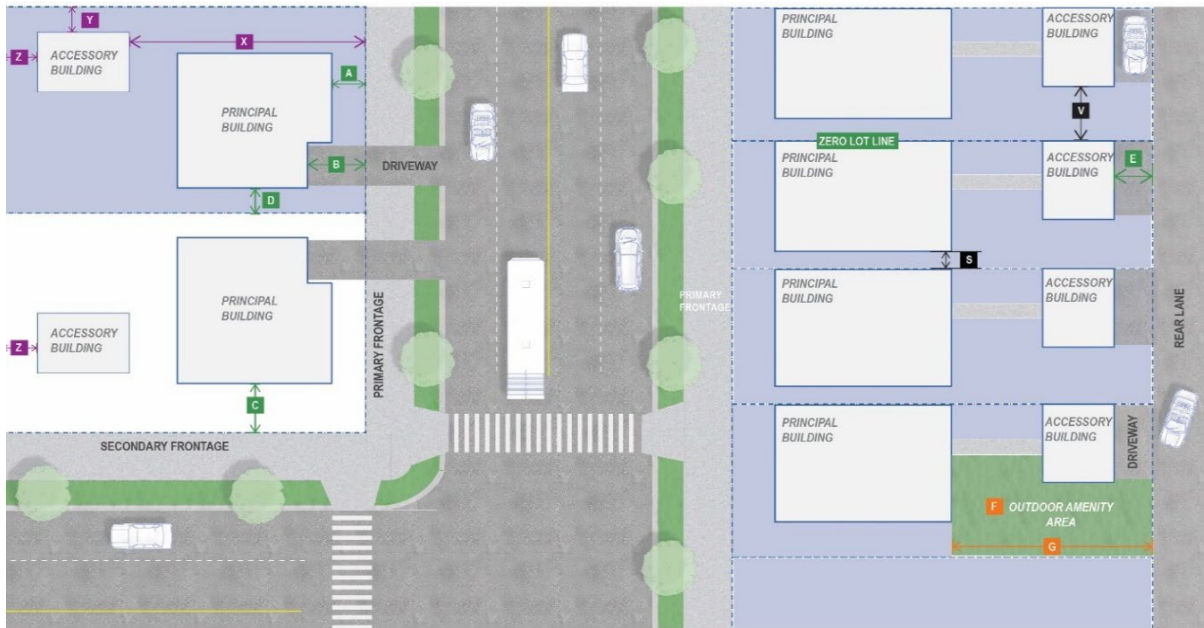 Y
X
Z
ACCESSORY
BUILDING
A
PRINCIPAL
BUILDING
B
DRIVEWAY
D
PRINCIPAL
BUILDING
ACCESSORY
BUILDING
Z
C
PRIMARY FRONTAGE
SECONDARY FRONTAGE
PRINCIPAL
BUILDING
ACCESSORY
BUILDING
V
ZERO LOT LINE
PRINCIPAL
BUILDING
ACCESSORY
BUILDING
E
S
PRIMARY
FRONTAGE
PRINCIPAL
BUILDING
ACCESSORY
BUILDING
REAR LANE
PRINCIPAL
BUILDING
ACCESSORY
BUILDING
DRIVEWAY
F
OUTDOOR AMENITY
AREA
G